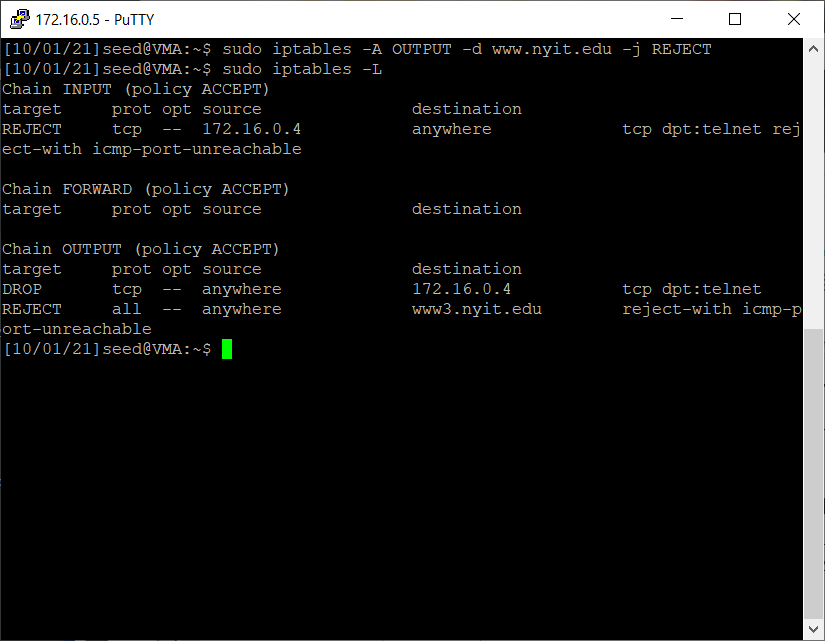 172.16.0.5 - PuTTY
[10/01/21]seed@VMA:~$ sudo iptables -A OUTPUT -d www.nyit.edu -j REJECT
[10/01/21]seed@VMA:~$ sudo iptables -L
Chain INPUT (policy ACCEPT)
target     prot opt source               destination
REJECT     tcp  --  172.16.0.4           anywhere             tcp dpt:telnet rej
ect-with icmp-port-unreachable
Chain FORWARD (policy ACCEPT)
target     prot opt source               destination
Chain OUTPUT (policy ACCEPT)
target     prot opt source               destination
DROP       tcp  --  anywhere             172.16.0.4           tcp dpt:telnet
REJECT     all  --  anywhere             www3.nyit.edu        reject-with icmp-p
ort-unreachable
[10/01/21]seed@VMA:~$